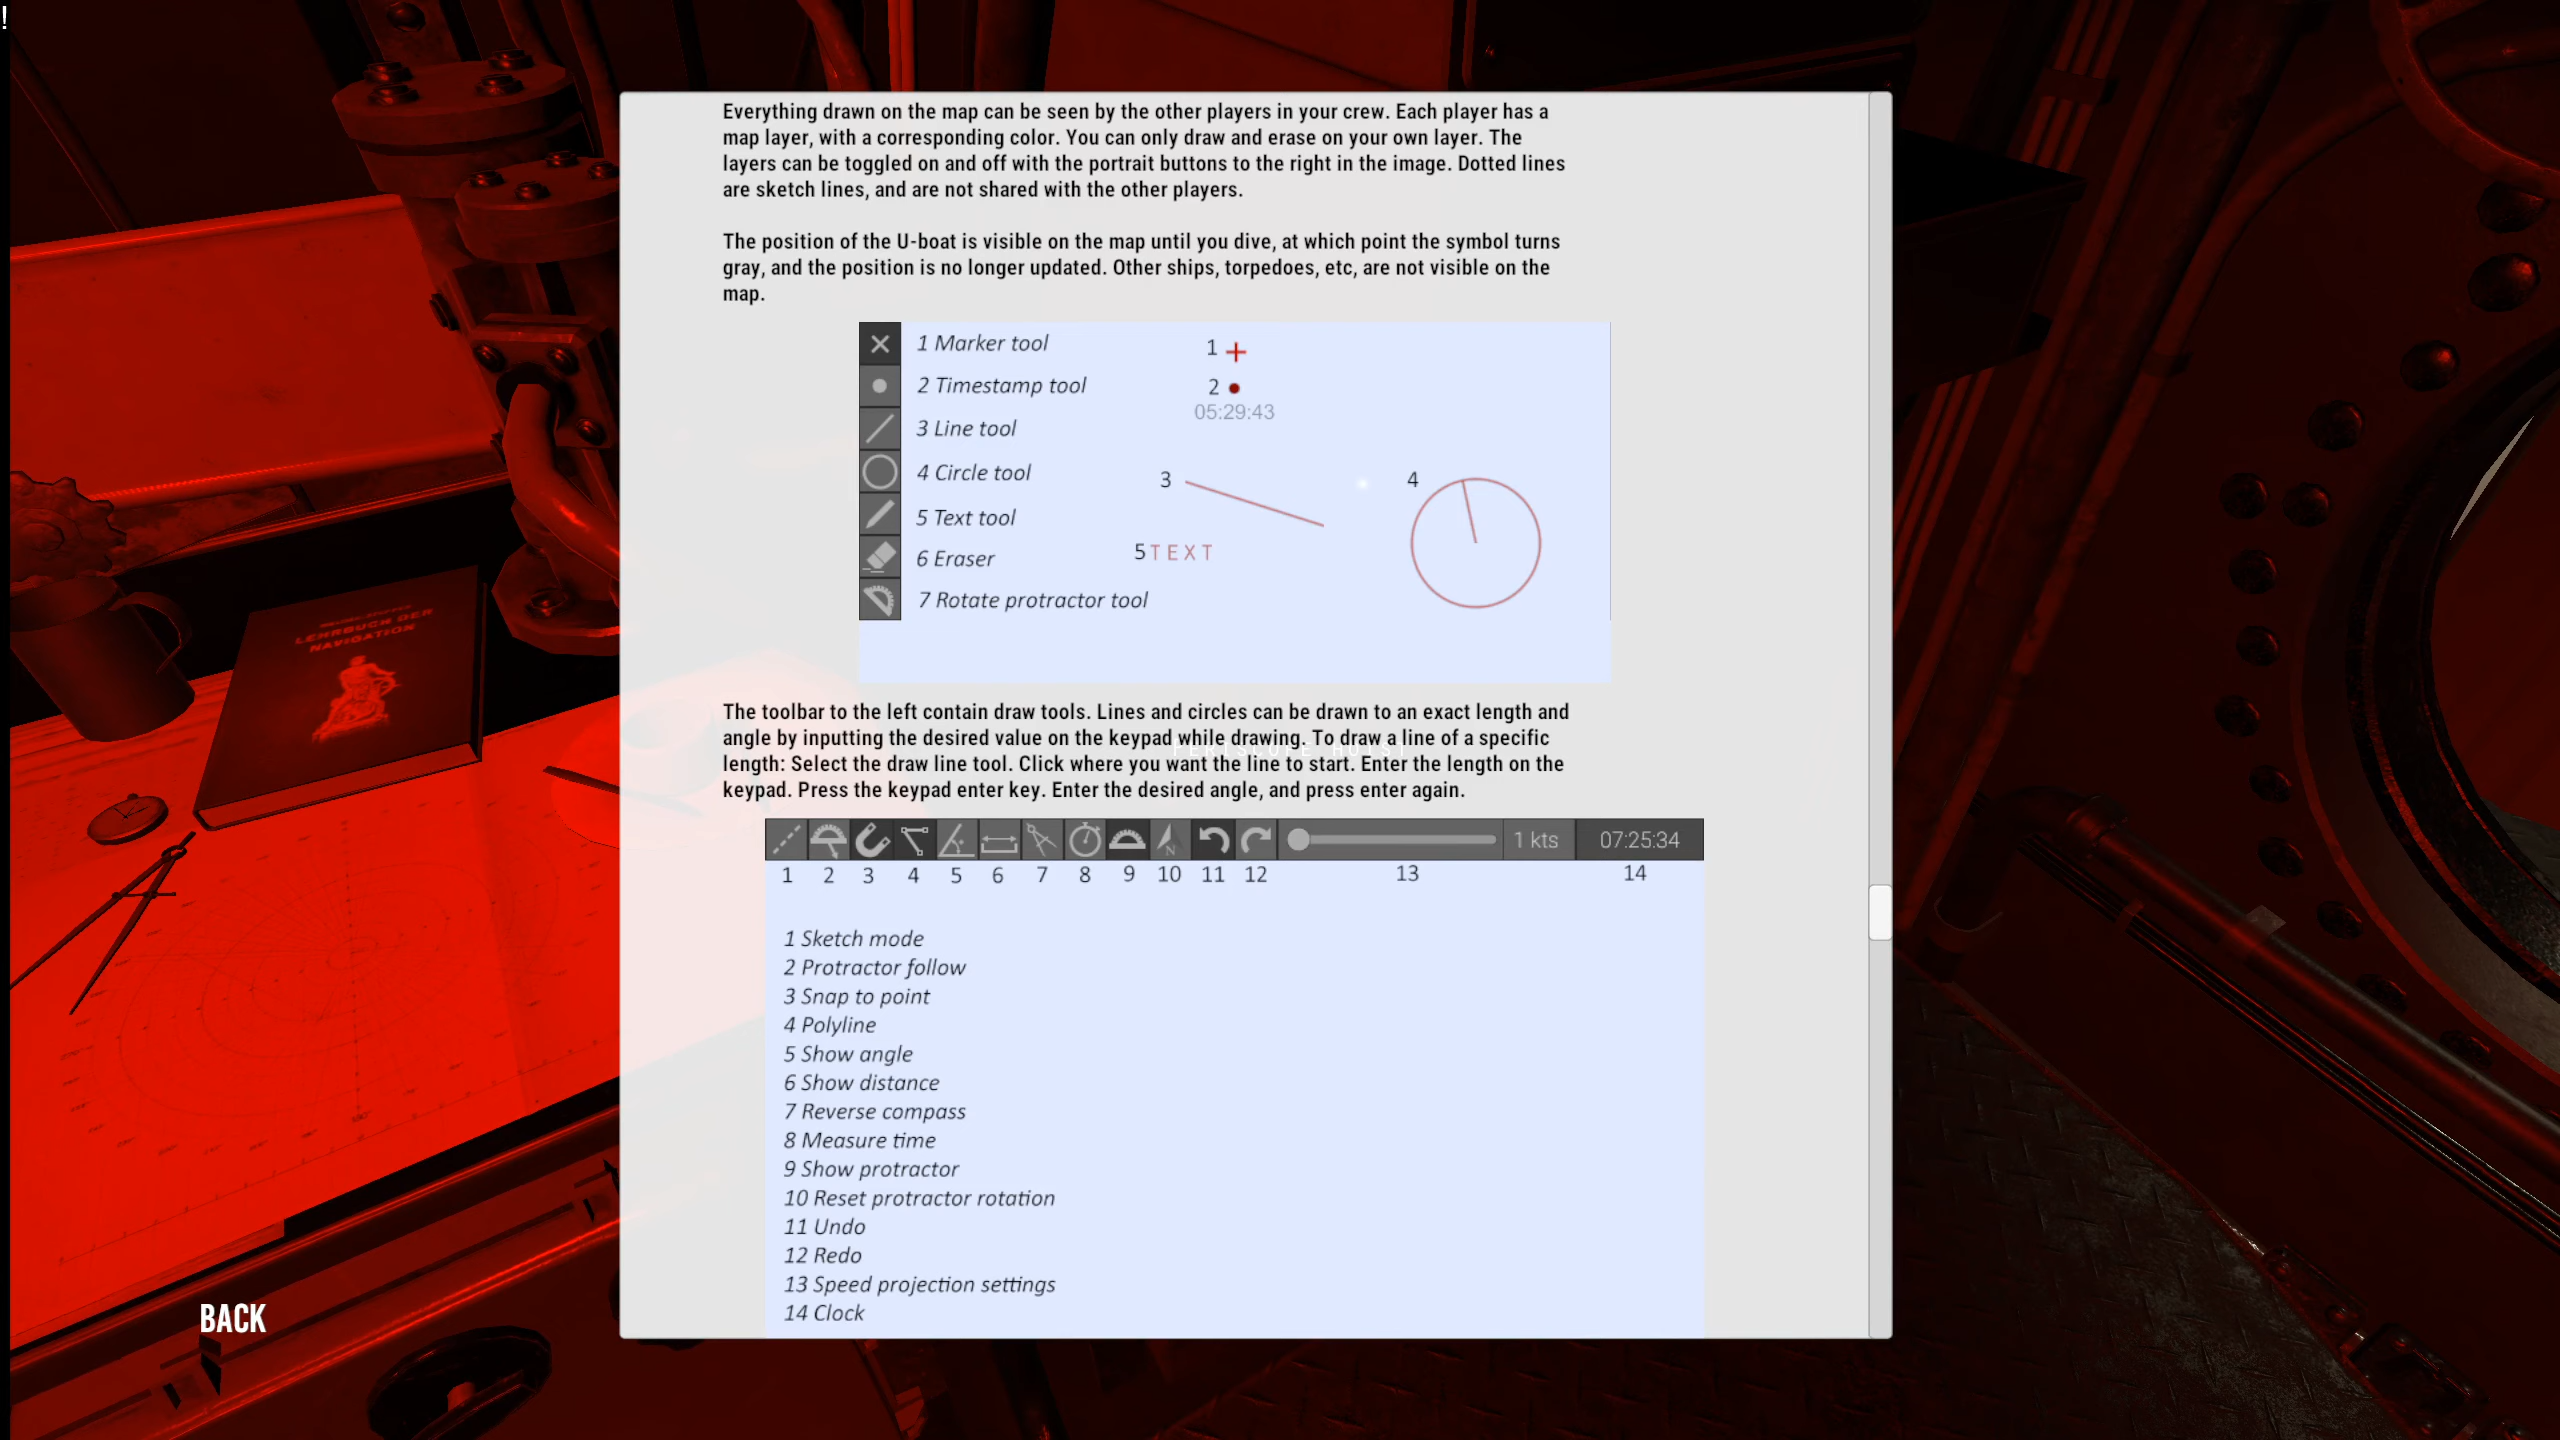 !
Everything drawn on the map can be seen by the other players in your crew. Each player has a
map layer, with a corresponding color. You can only draw and erase on your own layer. The
layers can be toggled on and off with the portrait buttons to the right in the image. Dotted lines
are sketch lines, and are not shared with the other players.
The position of the U-boat is visible on the map until you dive, at which point the symbol turns
gray, and the position is no longer updated. Other ships, torpedoes, etc, are not visible on the
map.
1 Marker tool
2 Timestamp tool
3 Line tool
4 Circle tool
5 Text tool
6 Eraser
7 Rotate protractor tool
1
2
05:29:43
3
4
5 TEXT
LEHRBUCH DER
NAVIGATION
The toolbar to the left contain draw tools. Lines and circles can be drawn to an exact length and
angle by inputting the desired value on the keypad while drawing. To draw a line of a specific
length: Select the draw line tool. Click where you want the line to start. Enter the length on the
keypad. Press the keypad enter key. Enter the desired angle, and press enter again.
PERISCOPE HOIST
N
1 kts
07:25:34
1 2 3 4 5 6 7 8 9 10 11 12 13 14
1 Sketch mode
2 Protractor follow
3 Snap to point
4 Polyline
5 Show angle
6 Show distance
7 Reverse compass
8 Measure time
9 Show protractor
10 Reset protractor rotation
11 Undo
12 Redo
13 Speed projection settings
14 Clock
BACK